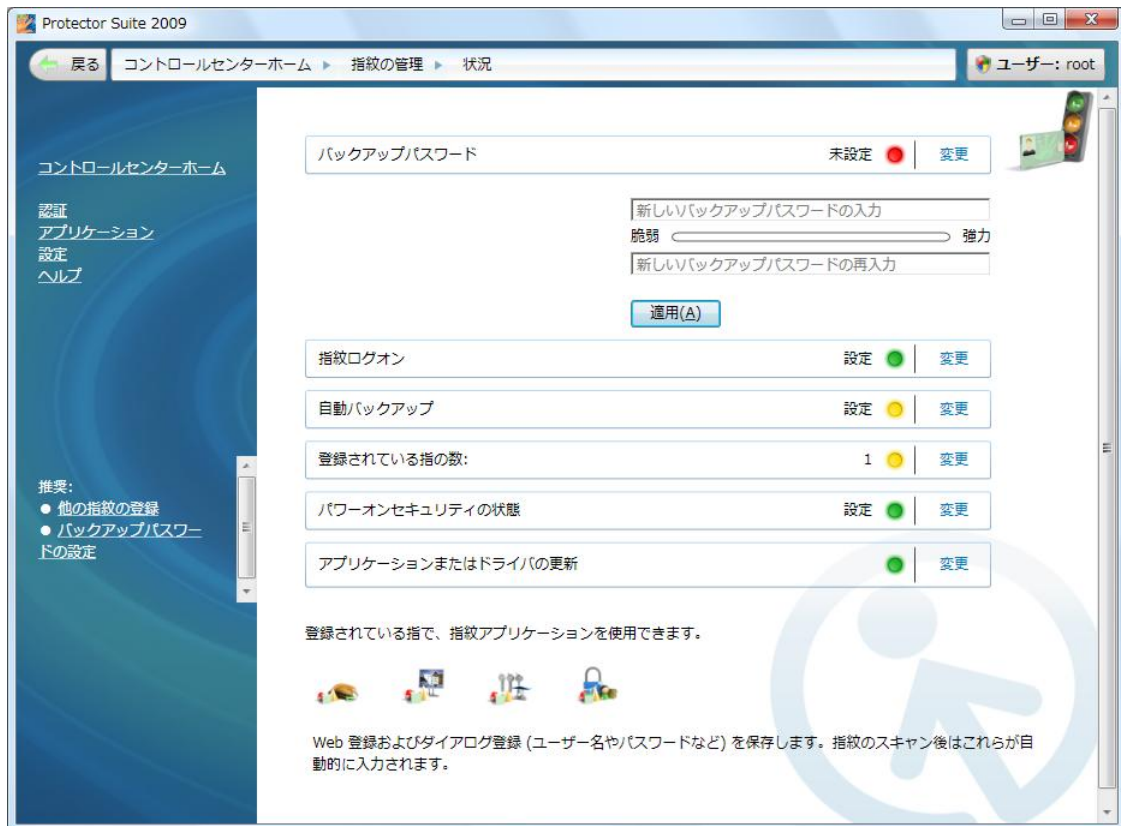 Protector Suite 2009
戻る コントロールセンターホーム ▶ 指紋の管理 ▶ 状況 ユーザー: root
コントロールセンターホーム
認証
アプリケーション
設定
ヘルプ
推奨:
● 他の指紋の登録
● バックアップパスワー
ドの設定
バックアップパスワード 未設定 変更
新しいバックアップパスワードの入力
脆弱 強力
新しいバックアップパスワードの再入力
適用(A)
指紋ログオン 設定 変更
自動バックアップ 設定 変更
登録されている指の数: 1 変更
パワーオンセキュリティの状態 設定 変更
アプリケーションまたはドライバの更新 変更
登録されている指で、指紋アプリケーションを使用できます。
Web 登録およびダイアログ登録 (ユーザー名やパスワードなど) を保存します。指紋のスキャン後はこれらが自
動的に入力されます。